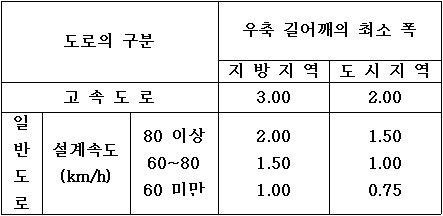 도로의 구분 우측 길어깨의 최소 폭
지 방 지 역 도 시 지 역
고 속 도 로 3.00 2.00
일반도로 설계속도 (km/h) 80 이상 2.00 1.50
60~80 1.50 1.00
60 미만 1.00 0.75